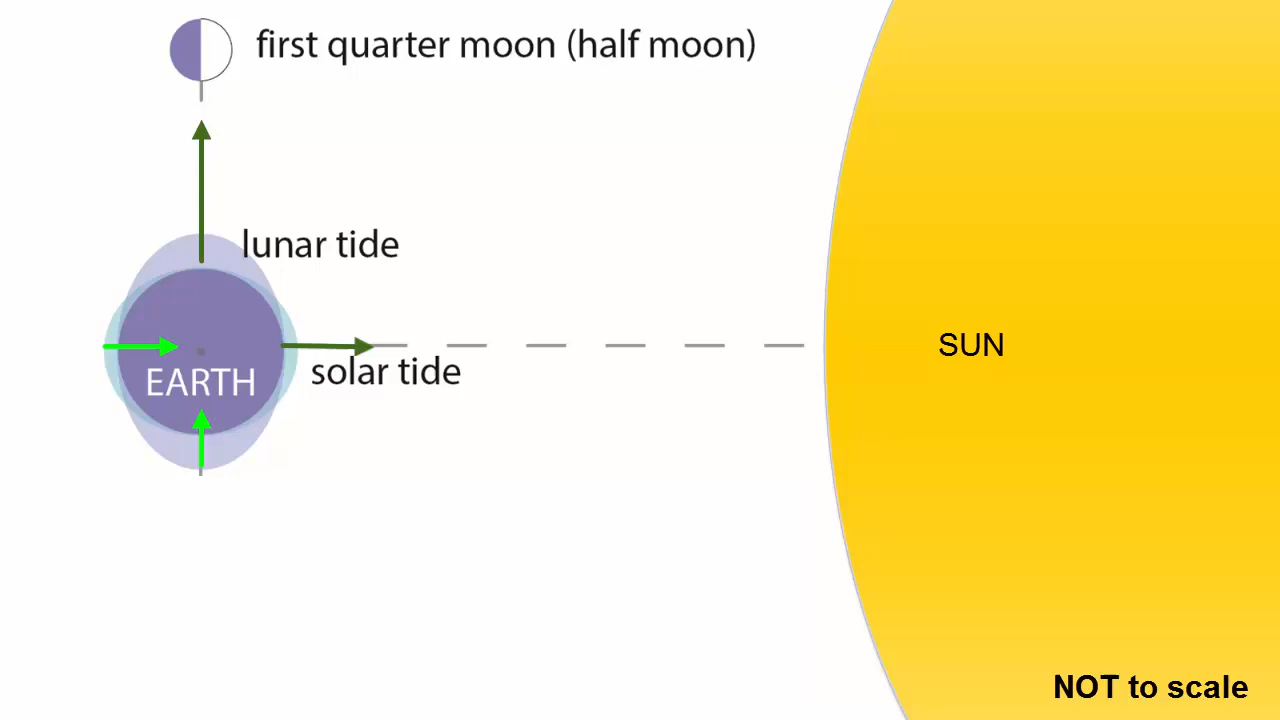 first quarter moon (half moon)
lunar tide
SUN
solar tide
EARTH
NOT to scale